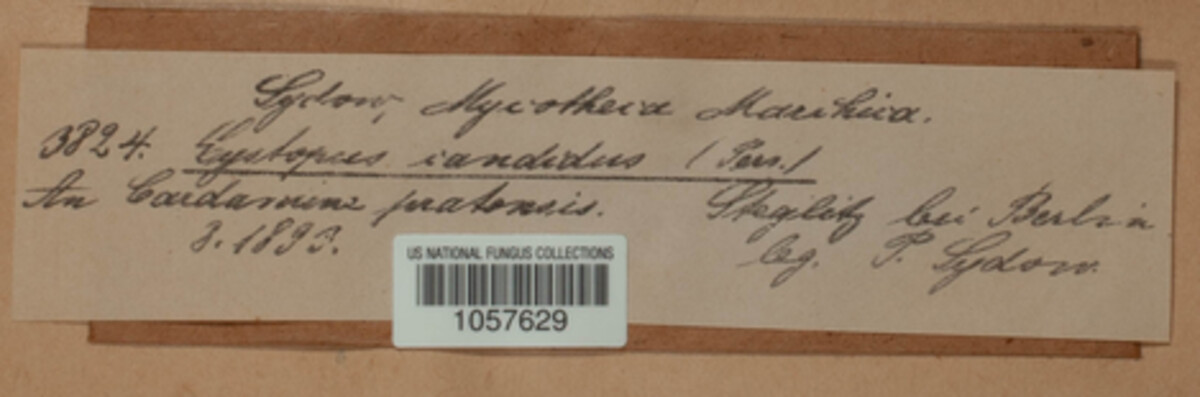 Sydow, Mycotheca Marchica.
3824. Cystopus candidus (Pers.)
An Cardamine pratensis. Steglitz bei Berlin
8. 1893. leg. P. Sydow.
US NATIONAL FUNGUS COLLECTIONS
1057629